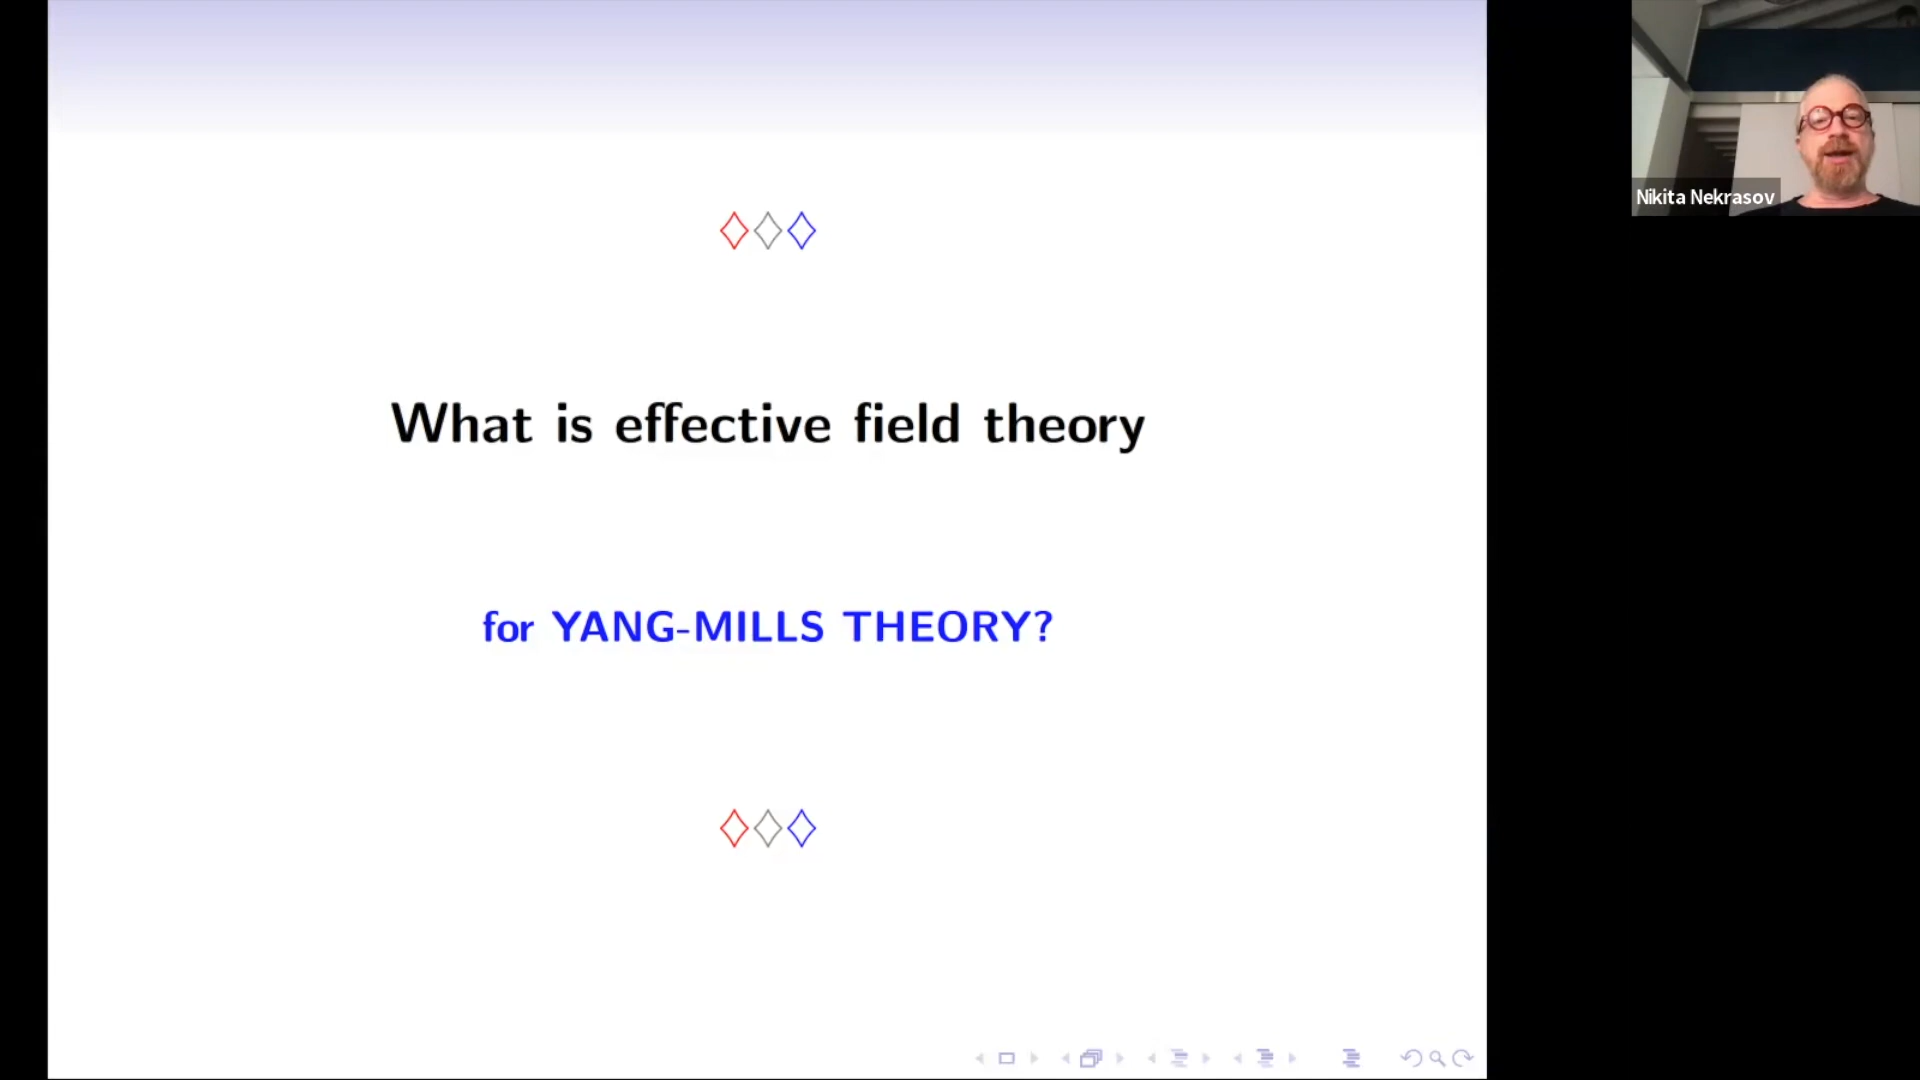 What is effective field theory
for YANG-MILLS THEORY?
Nikita Nekrasov